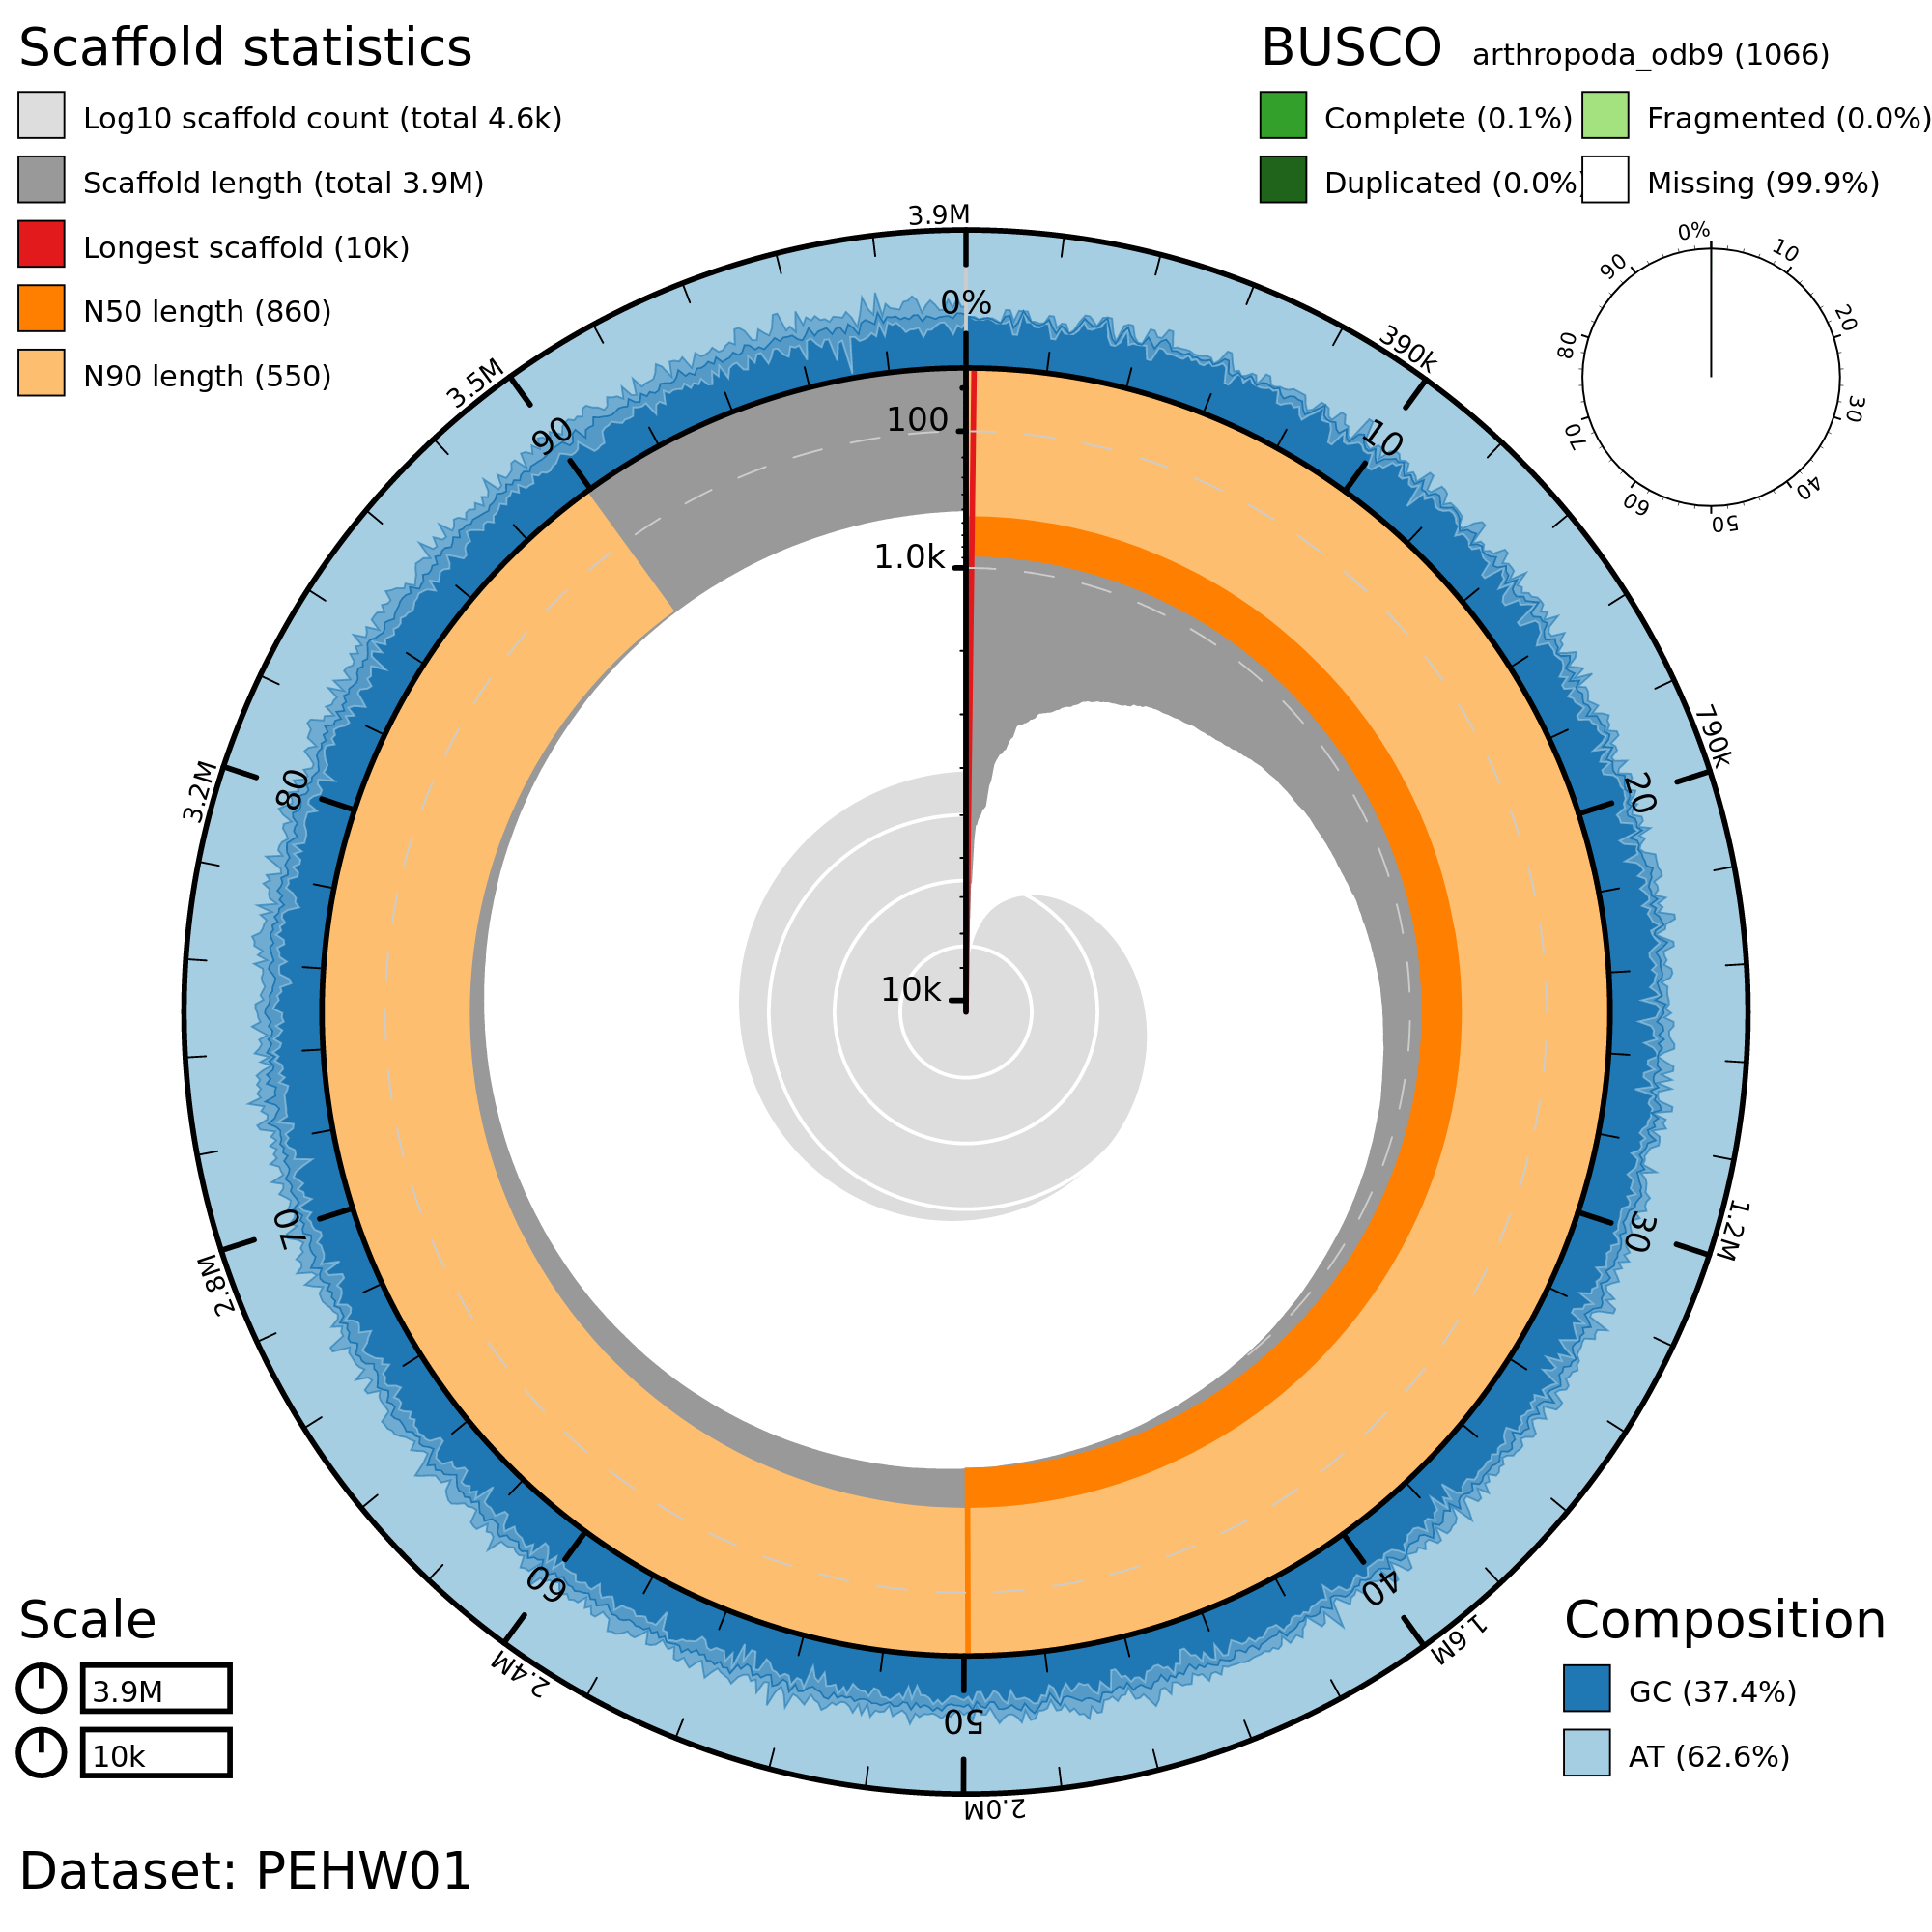 Scaffold statistics
Log10 scaffold count (total 4.6k)
Scaffold length (total 3.9M)
Longest scaffold (10k)
N50 length (860)
N90 length (550)
BUSCO arthropoda_odb9 (1066)
Complete (0.1%) Fragmented (0.0%)
Duplicated (0.0%) Missing (99.9%)
0%
10
20
30
40
50
60
70
80
90
3.9M
390k
790k
1.2M
1.6M
2.0M
2.4M
2.8M
3.2M
3.5M
0%
10
20
30
40
50
60
70
80
90
100
1.0k
10k
Scale
3.9M
10k
Composition
GC (37.4%)
AT (62.6%)
Dataset: PEHW01